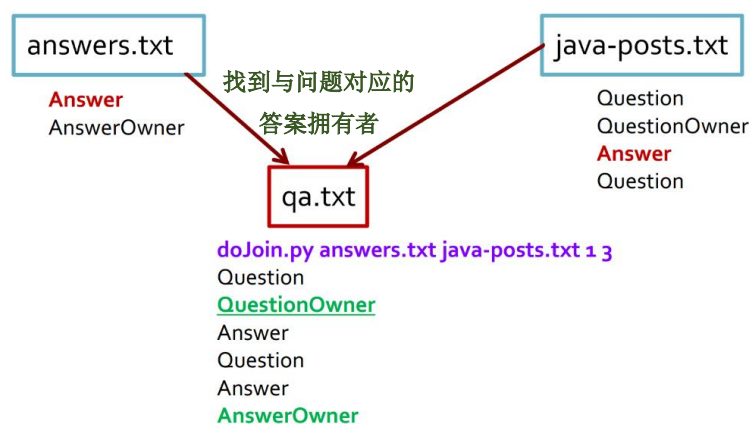 answers.txt
java-posts.txt
Answer
AnswerOwner
找到与问题对应的
答案拥有者
Question
QuestionOwner
Answer
Question
qa.txt
doJoin.py answers.txt java-posts.txt 1 3
Question
QuestionOwner
Answer
Question
Answer
AnswerOwner